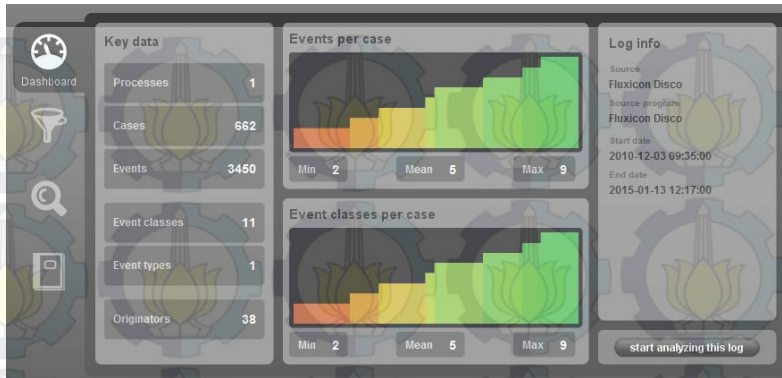 Dashboard
Key data
Processes 1
Cases 662
Events 3450
Event classes 11
Event types 1
Originators 38
Events per case
Min 2 Mean 5 Max 9
Event classes per case
Min 2 Mean 5 Max 9
Log info
Source
Fluxicon Disco
Source program
Fluxicon Disco
Start date
2010-12-03 09:35:00
End date
2015-01-13 12:17:00
start analyzing this log